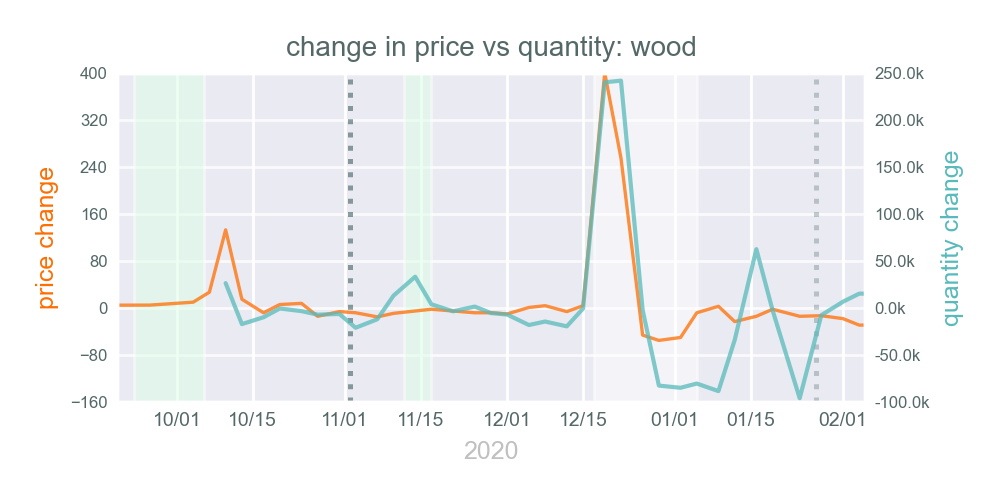 change in price vs quantity: wood
400
320
240
160
80
0
−80
−160
price change
250.0k
200.0k
150.0k
100.0k
50.0k
0.0k
-50.0k
-100.0k
quantity change
10/01 10/15 11/01 11/15 12/01 12/15 01/01 01/15 02/01
2020